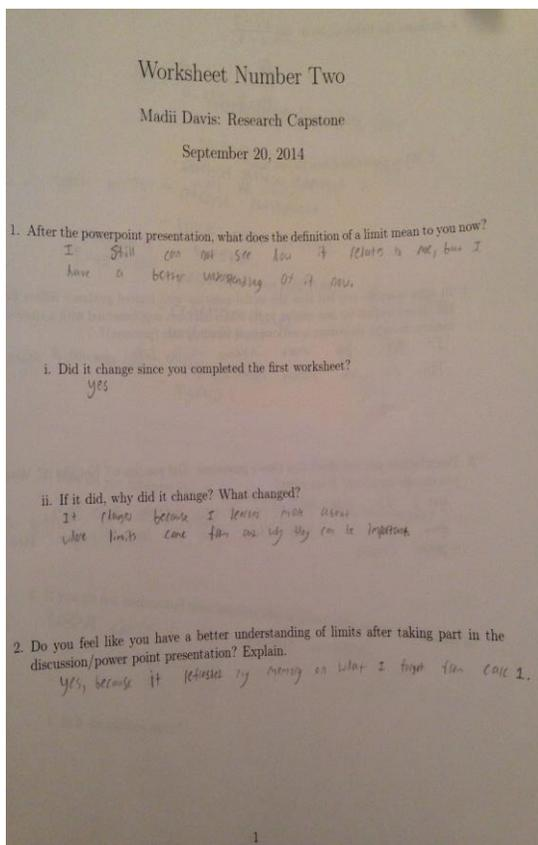 Worksheet Number Two
Madii Davis: Research Capstone
September 20, 2014
1. After the powerpoint presentation, what does the definition of a limit mean to you now?
I still can not see how it relates to me, but I
have a better understanding of it now.
i. Did it change since you completed the first worksheet?
yes
ii. If it did, why did it change? What changed?
It changed because I learned more about
where limits come from and why they can be important
2. Do you feel like you have a better understanding of limits after taking part in the
discussion/power point presentation? Explain.
yes, because it refreshed my memory on what I forgot from calc 1.
1